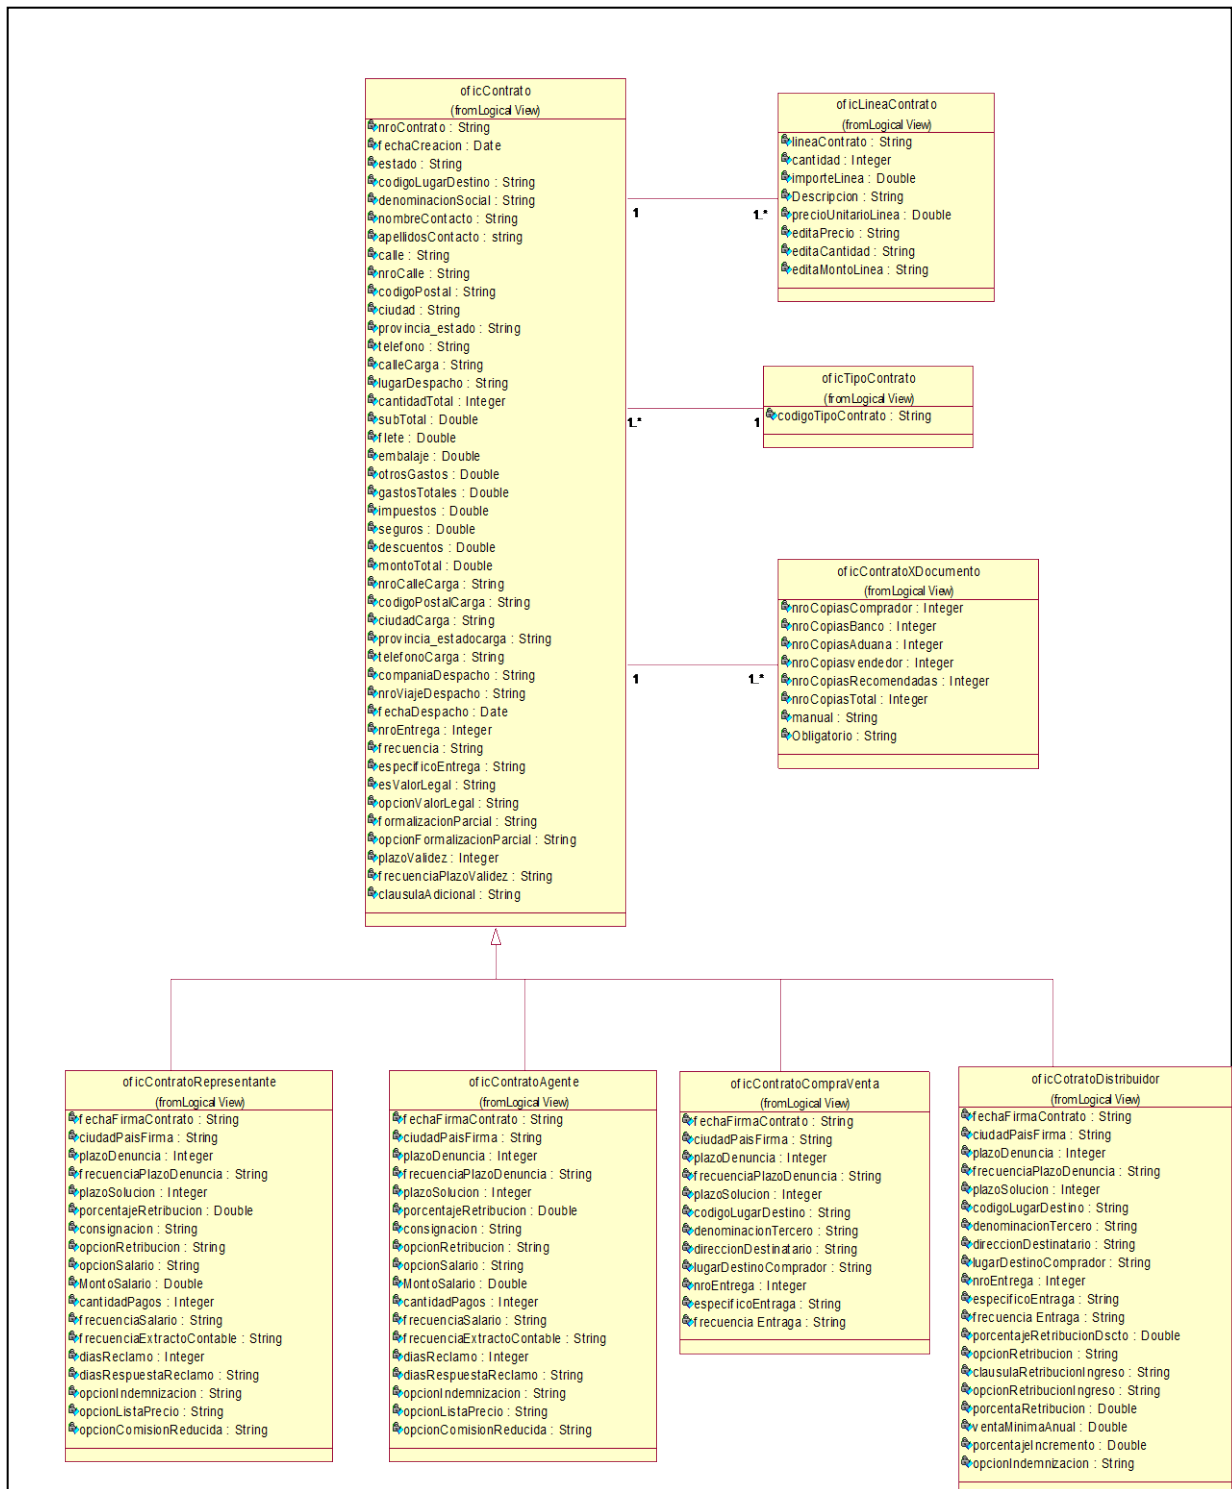 oficContrato
(from Logical View)
nroContrato : String
fechaCreacion : Date
estado : String
codigoLugarDestino : String
denominacionSocial : String
nombreContacto : String
apellidosContacto : string
calle : String
nroCalle : String
codigoPostal : String
ciudad : String
provincia_estado : String
telefono : String
calleCarga : String
lugarDespacho : String
cantidadTotal : Integer
subTotal : Double
flete : Double
embalaje : Double
otrosGastos : Double
gastosTotales : Double
impuestos : Double
seguros : Double
descuentos : Double
montoTotal : Double
nroCalleCarga : String
codigoPostalCarga : String
ciudadCarga : String
provincia_estadocarga : String
telefonoCarga : String
companiaDespacho : String
nroViajeDespacho : String
fechaDespacho : Date
nroEntrega : Integer
frecuencia : String
especificoEntrega : String
esValorLegal : String
opcionValorLegal : String
formalizacionParcial : String
opcionFormalizacionParcial : String
plazoValidez : Integer
frecuenciaPlazoValidez : String
clausulaAdicional : String
1
1..*
oficLineaContrato
(from Logical View)
lineaContrato : String
cantidad : Integer
importeLinea : Double
Descripcion : String
precioUnitarioLinea : Double
editaPrecio : String
editaCantidad : String
editaMontoLinea : String
1..*
1
oficTipoContrato
(from Logical View)
codigoTipoContrato : String
1
1..*
oficContratoXDocumento
(from Logical View)
nroCopiasComprador : Integer
nroCopiasBanco : Integer
nroCopiasAduana : Integer
nroCopiasvendedor : Integer
nroCopiasRecomendadas : Integer
nroCopiasTotal : Integer
manual : String
Obligatorio : String
oficContratoRepresentante
(from Logical View)
fechaFirmaContrato : String
ciudadPaisFirma : String
plazoDenuncia : Integer
frecuenciaPlazoDenuncia : String
plazoSolucion : Integer
porcentajeRetribucion : Double
consignacion : String
opcionRetribucion : String
opcionSalario : String
MontoSalario : Double
cantidadPagos : Integer
frecuenciaSalario : String
frecuenciaExtractoContable : String
diasReclamo : Integer
diasRespuestaReclamo : String
opcionIndemnizacion : String
opcionListaPrecio : String
opcionComisionReducida : String
oficContratoAgente
(from Logical View)
fechaFirmaContrato : String
ciudadPaisFirma : String
plazoDenuncia : Integer
frecuenciaPlazoDenuncia : String
plazoSolucion : Integer
porcentajeRetribucion : Double
consignacion : String
opcionRetribucion : String
opcionSalario : String
MontoSalario : Double
cantidadPagos : Integer
frecuenciaSalario : String
frecuenciaExtractoContable : String
diasReclamo : Integer
diasRespuestaReclamo : String
opcionIndemnizacion : String
opcionListaPrecio : String
opcionComisionReducida : String
oficContratoCompraVenta
(from Logical View)
fechaFirmaContrato : String
ciudadPaisFirma : String
plazoDenuncia : Integer
frecuenciaPlazoDenuncia : String
plazoSolucion : Integer
codigoLugarDestino : String
denominacionTercero : String
direccionDestinatario : String
lugarDestinoComprador : String
nroEntrega : Integer
especificoEntraga : String
frecuencia Entraga : String
oficCotratoDistribuidor
(from Logical View)
fechaFirmaContrato : String
ciudadPaisFirma : String
plazoDenuncia : Integer
frecuenciaPlazoDenuncia : String
plazoSolucion : Integer
codigoLugarDestino : String
denominacionTercero : String
direccionDestinatario : String
lugarDestinoComprador : String
nroEntrega : Integer
especificoEntraga : String
frecuencia Entraga : String
porcentajeRetribucionDscto : Double
opcionRetribucion : String
clausulaRetribucionIngreso : String
opcionRetribucionIngreso : String
porcentaRetribucion : Double
ventaMinimaAnual : Double
porcentajeIncremento : Double
opcionIndemnizacion : String